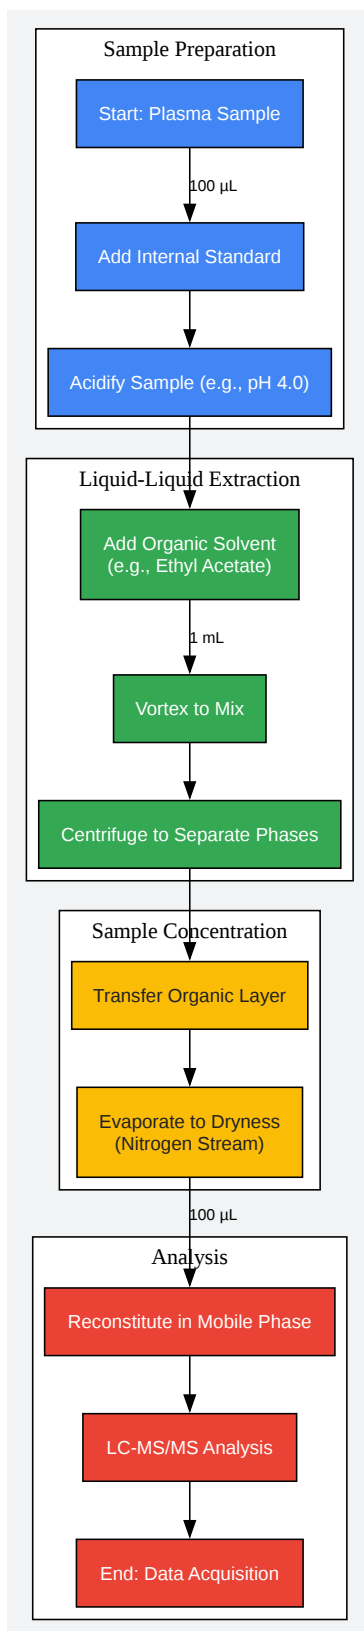 Sample Preparation
Start: Plasma Sample
100 µL
Add Internal Standard
Acidify Sample (e.g., pH 4.0)
Liquid-Liquid Extraction
Add Organic Solvent
(e.g., Ethyl Acetate)
1 mL
Vortex to Mix
Centrifuge to Separate Phases
Sample Concentration
Transfer Organic Layer
Evaporate to Dryness
(Nitrogen Stream)
100 µL
Analysis
Reconstitute in Mobile Phase
LC-MS/MS Analysis
End: Data Acquisition